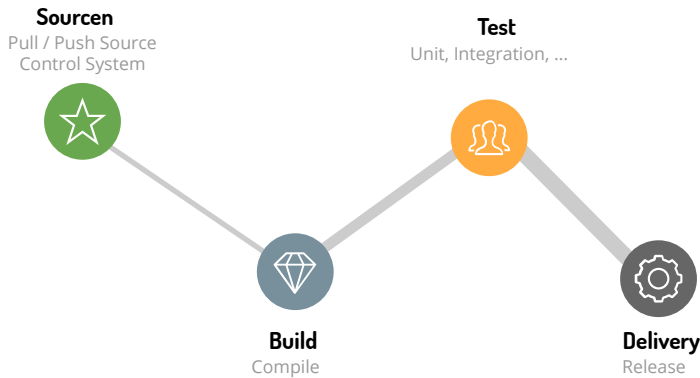 Sourcen
Pull / Push Source
Control System
Test
Unit, Integration, ...
Build
Compile
Delivery
Release